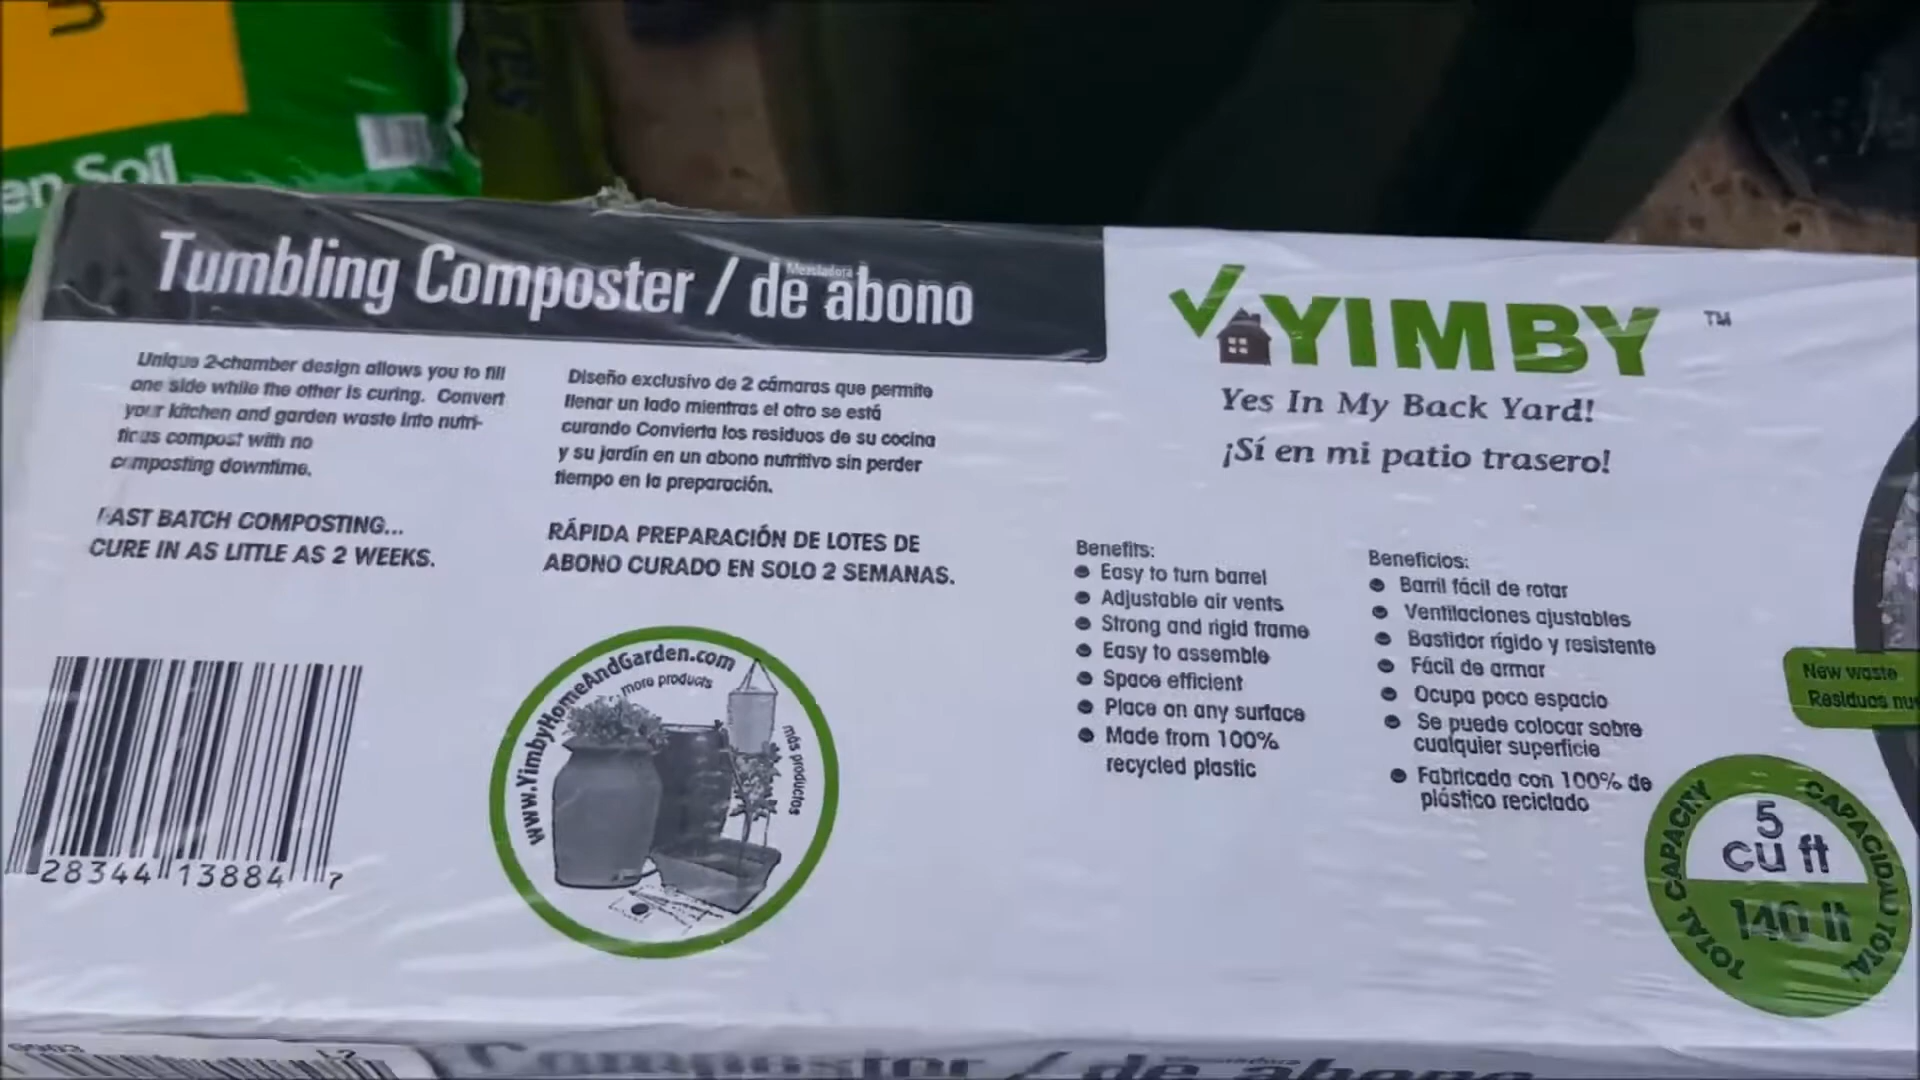 en Soil
Tumbling Composter / Mezcladora de abono
YIMBY TM
Yes In My Back Yard!
¡Sí en mi patio trasero!
Unique 2-chamber design allows you to fill
one side while the other is curing. Convert
your kitchen and garden waste into nutri-
tious compost with no
composting downtime.
FAST BATCH COMPOSTING...
CURE IN AS LITTLE AS 2 WEEKS.
Diseño exclusivo de 2 cámaras que permite
llenar un lado mientras el otro se está
curando Convierta los residuos de su cocina
y su jardín en un abono nutritivo sin perder
tiempo en la preparación.
RÁPIDA PREPARACIÓN DE LOTES DE
ABONO CURADO EN SOLO 2 SEMANAS.
Benefits:
Easy to turn barrel
Adjustable air vents
Strong and rigid frame
Easy to assemble
Space efficient
Place on any surface
Made from 100%
recycled plastic
Beneficios:
Barril fácil de rotar
Ventilaciones ajustables
Bastidor rígido y resistente
Fácil de armar
Ocupa poco espacio
Se puede colocar sobre
cualquier superficie
Fabricada con 100% de
plástico reciclado
New waste
Residuos nu
www.YimbyHomeAndGarden.com
more products
más productos
28344 13884 7
TOTAL CAPACITY
CAPACIDAD TOTAL
5
cu ft
140 lt
Composter / de abono